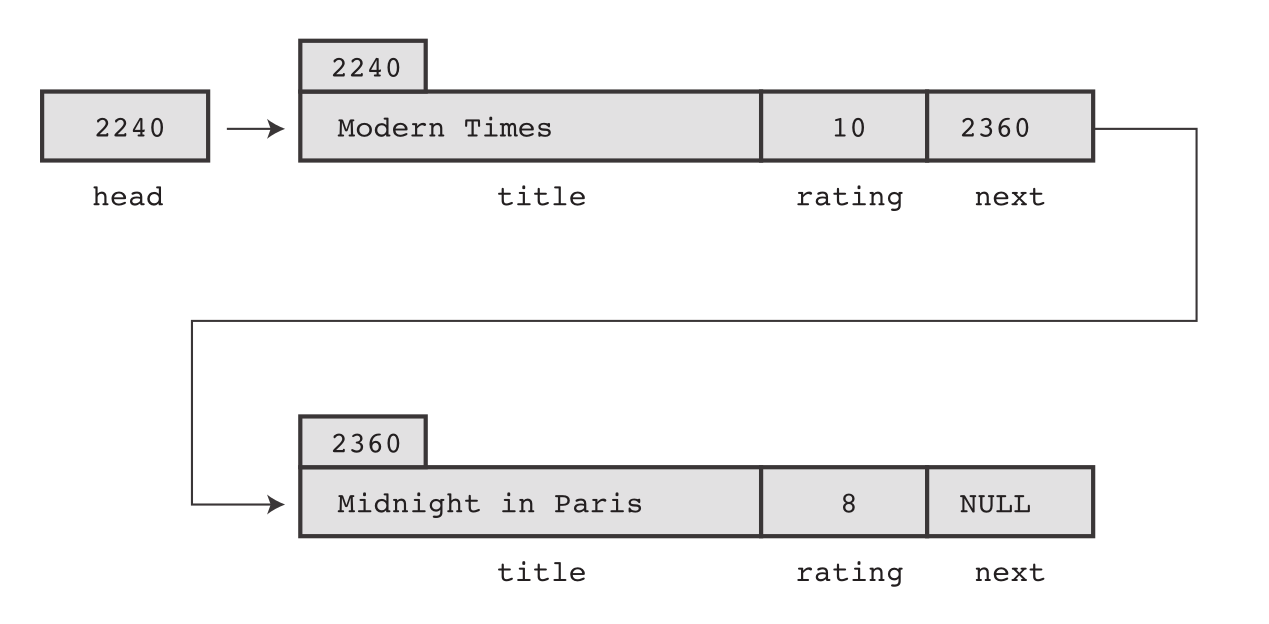 2240
2240 Modern Times 10 2360
head title rating next
2360
Midnight in Paris 8 NULL
title rating next